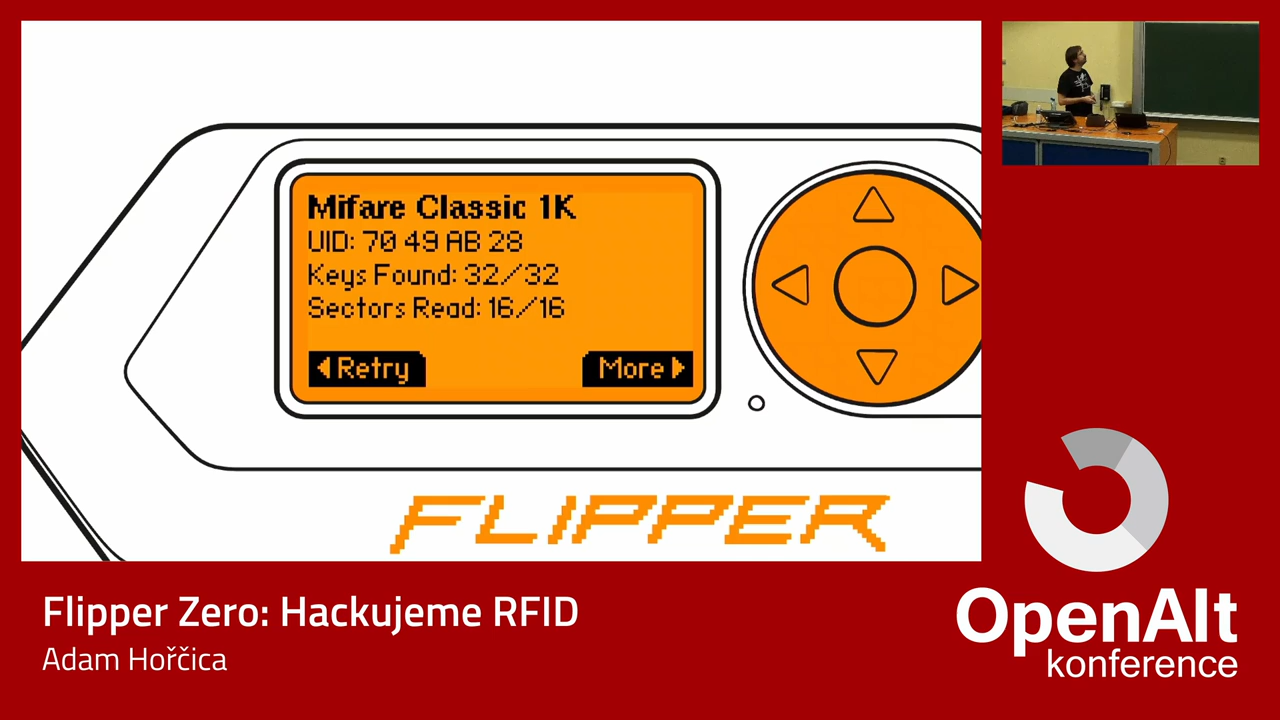 Mifare Classic 1K
UID: 70 49 AB 28
Keys Found: 32/32
Sectors Read: 16/16
Retry
More
FLIPPER
Flipper Zero: Hackujeme RFID
Adam Hořčica
OpenAlt
konference